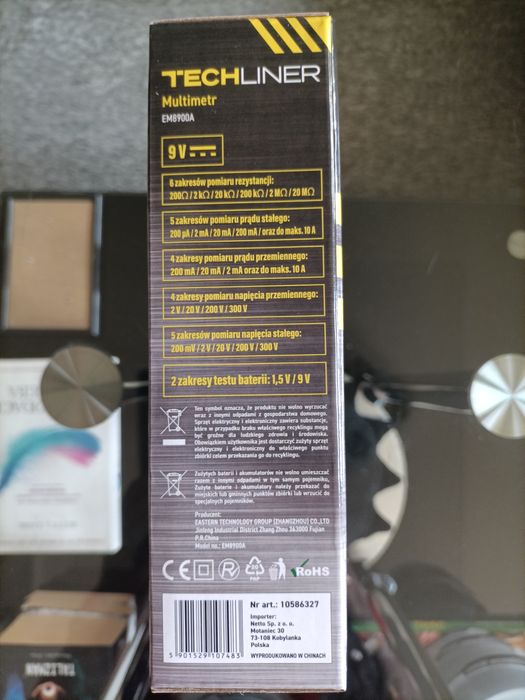 TECHLINER
Multimetr
EM8900A
9V
6 zakresów pomiaru rezystancji:
200Ω / 2 kΩ / 20 kΩ / 200 kΩ / 2 MΩ / 20 MΩ
5 zakresów pomiaru prądu stałego:
200 µA / 2 mA / 20 mA / 200 mA / oraz do maks. 10 A
4 zakresy pomiaru prądu przemiennego:
200 mA / 20 mA / 2 mA oraz do maks. 10 A
4 zakresy pomiaru napięcia przemiennego:
2 V / 20 V / 200 V / 300 V
5 zakresów pomiaru napięcia stałego:
200 mV / 2 V / 20 V / 200 V / 300 V
2 zakresy testu baterii: 1,5 V / 9 V
Ten symbol oznacza, że produktu nie wolno wyrzucać
wraz z innymi odpadami z gospodarstwa domowego.
Sprzęt elektryczny i elektroniczny zawiera substancje,
które w przypadku braku właściwego recyklingu mogą
być groźne dla ludzkiego zdrowia i środowiska.
Obowiązkiem użytkownika jest dostarczyć zużyty sprzęt
elektryczny i elektroniczny do właściwego punktu
zbiórki celem przekazania go do recyklingu.
Zużytych baterii i akumulatorów nie wolno umieszczać
razem z innymi odpadami w tym samym pojemniku.
Zużyte baterie i akumulatory należy przekazać do
miejskich lub gminnych punktów zbiórki lub wrzucić do
specjalnych pojemników.
Producent:
EASTERN TECHNOLOGY GROUP (ZHANGZHOU) CO.,LTD
Jinfeng Industrial District Zhang Zhou 363000 Fujian
P.R.China
Model no.: EM8900A
CE
20
PAP
RoHS
Nr art.: 10586327
Importer:
Netto Sp. z o. o.
Motaniec 30
73-108 Kobylanka
Polska
WYPRODUKOWANO W CHINACH
5 901529 107483
TALIZMAN